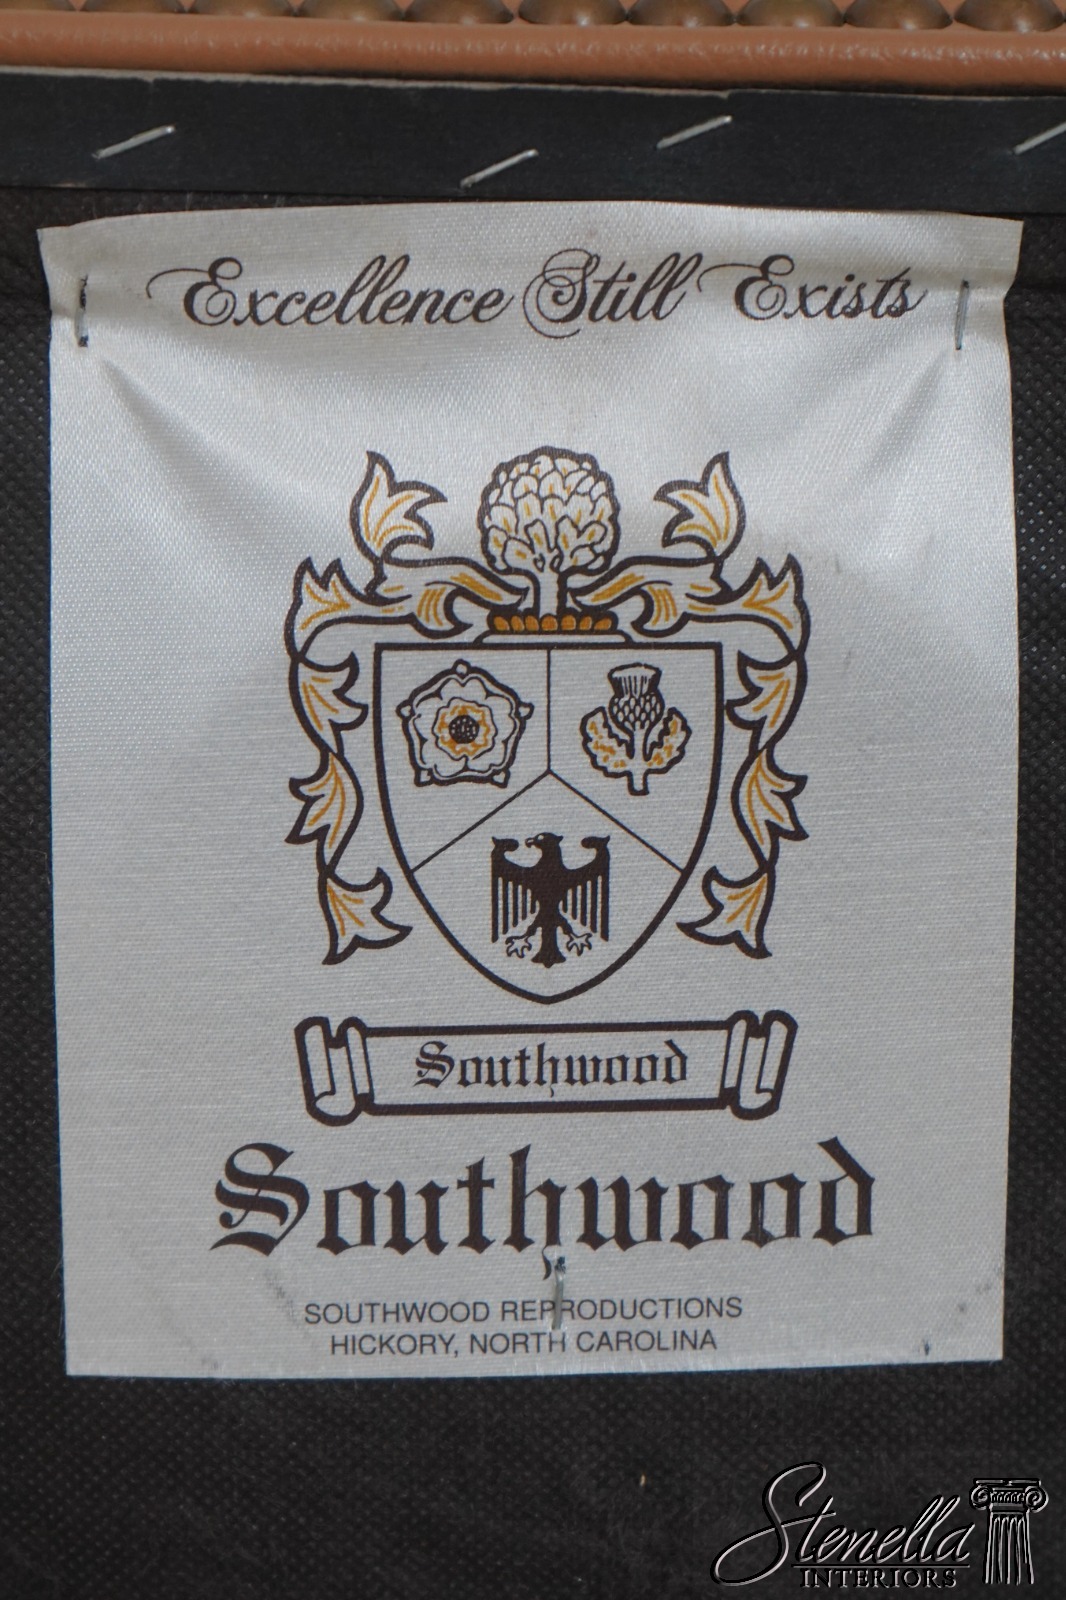 Excellence Still Exists
Southwood
Southwood
SOUTHWOOD REPRODUCTIONS
HICKORY, NORTH CAROLINA
Stenella
INTERIORS